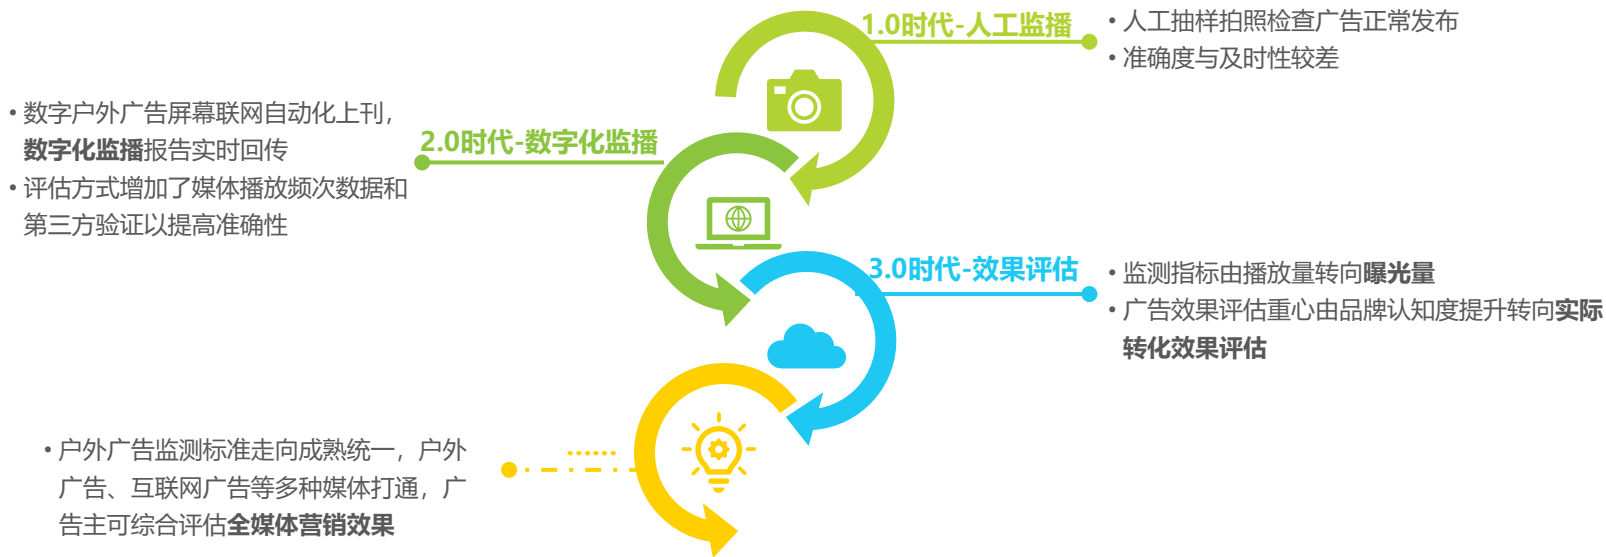 1.0时代-人工监播
• 人工抽样拍照检查广告正常发布
• 准确度与及时性较差
• 数字户外广告屏幕联网自动化上刊，
数字化监播报告实时回传
• 评估方式增加了媒体播放频次数据和
第三方验证以提高准确性
2.0时代-数字化监播
3.0时代-效果评估
• 监测指标由播放量转向曝光量
• 广告效果评估重心由品牌认知度提升转向实际
转化效果评估
• 户外广告监测标准走向成熟统一，户外
广告、互联网广告等多种媒体打通，广
告主可综合评估全媒体营销效果
······